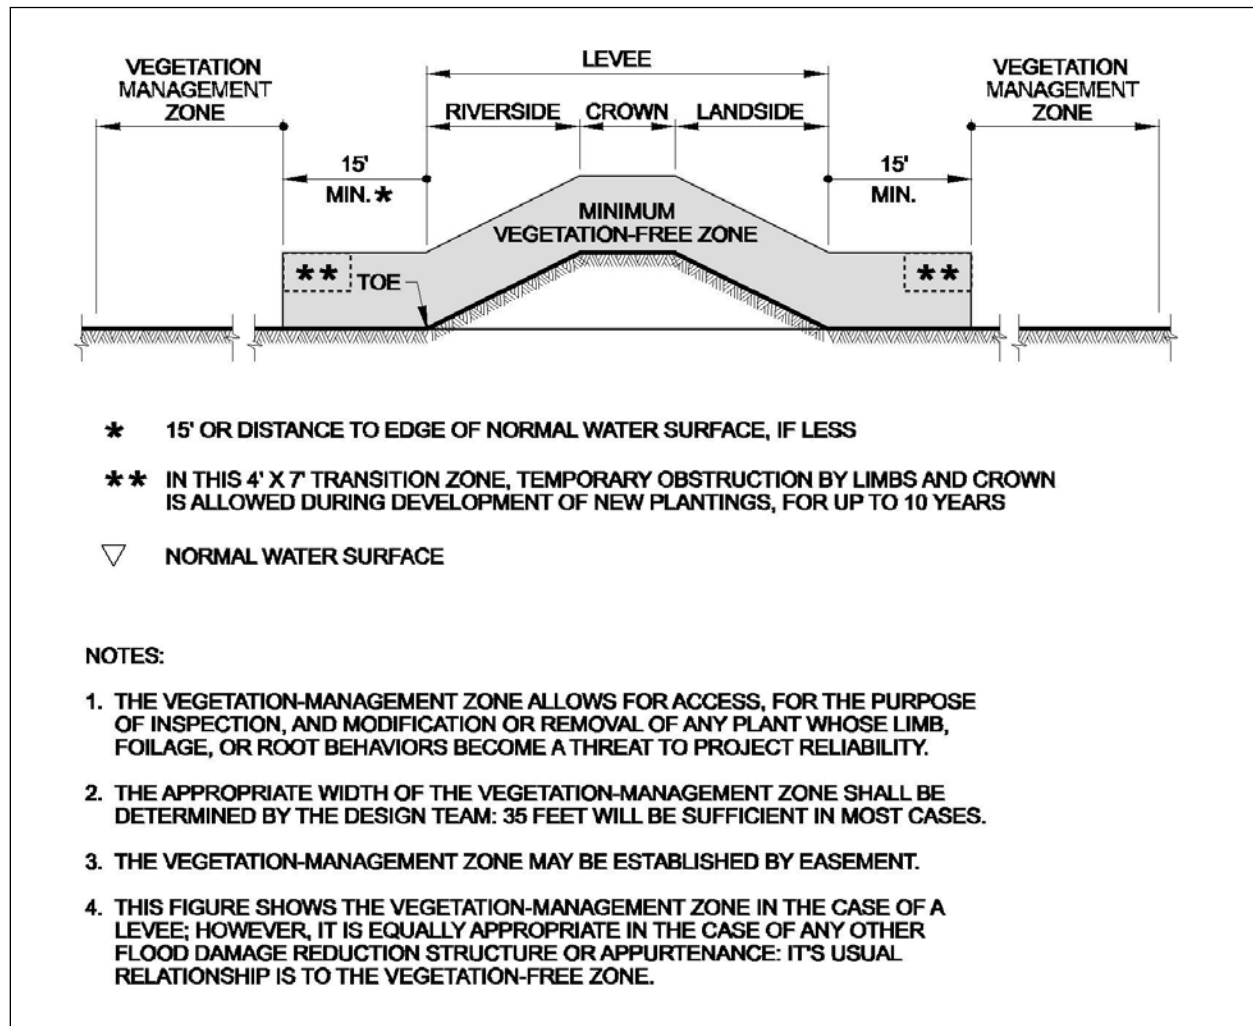 VEGETATION
MANAGEMENT
ZONE
LEVEE
VEGETATION
MANAGEMENT
ZONE
RIVERSIDE
CROWN
LANDSIDE
15'
MIN. *
15'
MIN.
MINIMUM
VEGETATION-FREE ZONE
**
TOE
**
* 15' OR DISTANCE TO EDGE OF NORMAL WATER SURFACE, IF LESS
** IN THIS 4' X 7' TRANSITION ZONE, TEMPORARY OBSTRUCTION BY LIMBS AND CROWN
IS ALLOWED DURING DEVELOPMENT OF NEW PLANTINGS, FOR UP TO 10 YEARS
▽ NORMAL WATER SURFACE
NOTES:
1. THE VEGETATION-MANAGEMENT ZONE ALLOWS FOR ACCESS, FOR THE PURPOSE
OF INSPECTION, AND MODIFICATION OR REMOVAL OF ANY PLANT WHOSE LIMB,
FOILAGE, OR ROOT BEHAVIORS BECOME A THREAT TO PROJECT RELIABILITY.
2. THE APPROPRIATE WIDTH OF THE VEGETATION-MANAGEMENT ZONE SHALL BE
DETERMINED BY THE DESIGN TEAM: 35 FEET WILL BE SUFFICIENT IN MOST CASES.
3. THE VEGETATION-MANAGEMENT ZONE MAY BE ESTABLISHED BY EASEMENT.
4. THIS FIGURE SHOWS THE VEGETATION-MANAGEMENT ZONE IN THE CASE OF A
LEVEE; HOWEVER, IT IS EQUALLY APPROPRIATE IN THE CASE OF ANY OTHER
FLOOD DAMAGE REDUCTION STRUCTURE OR APPURTENANCE: IT'S USUAL
RELATIONSHIP IS TO THE VEGETATION-FREE ZONE.